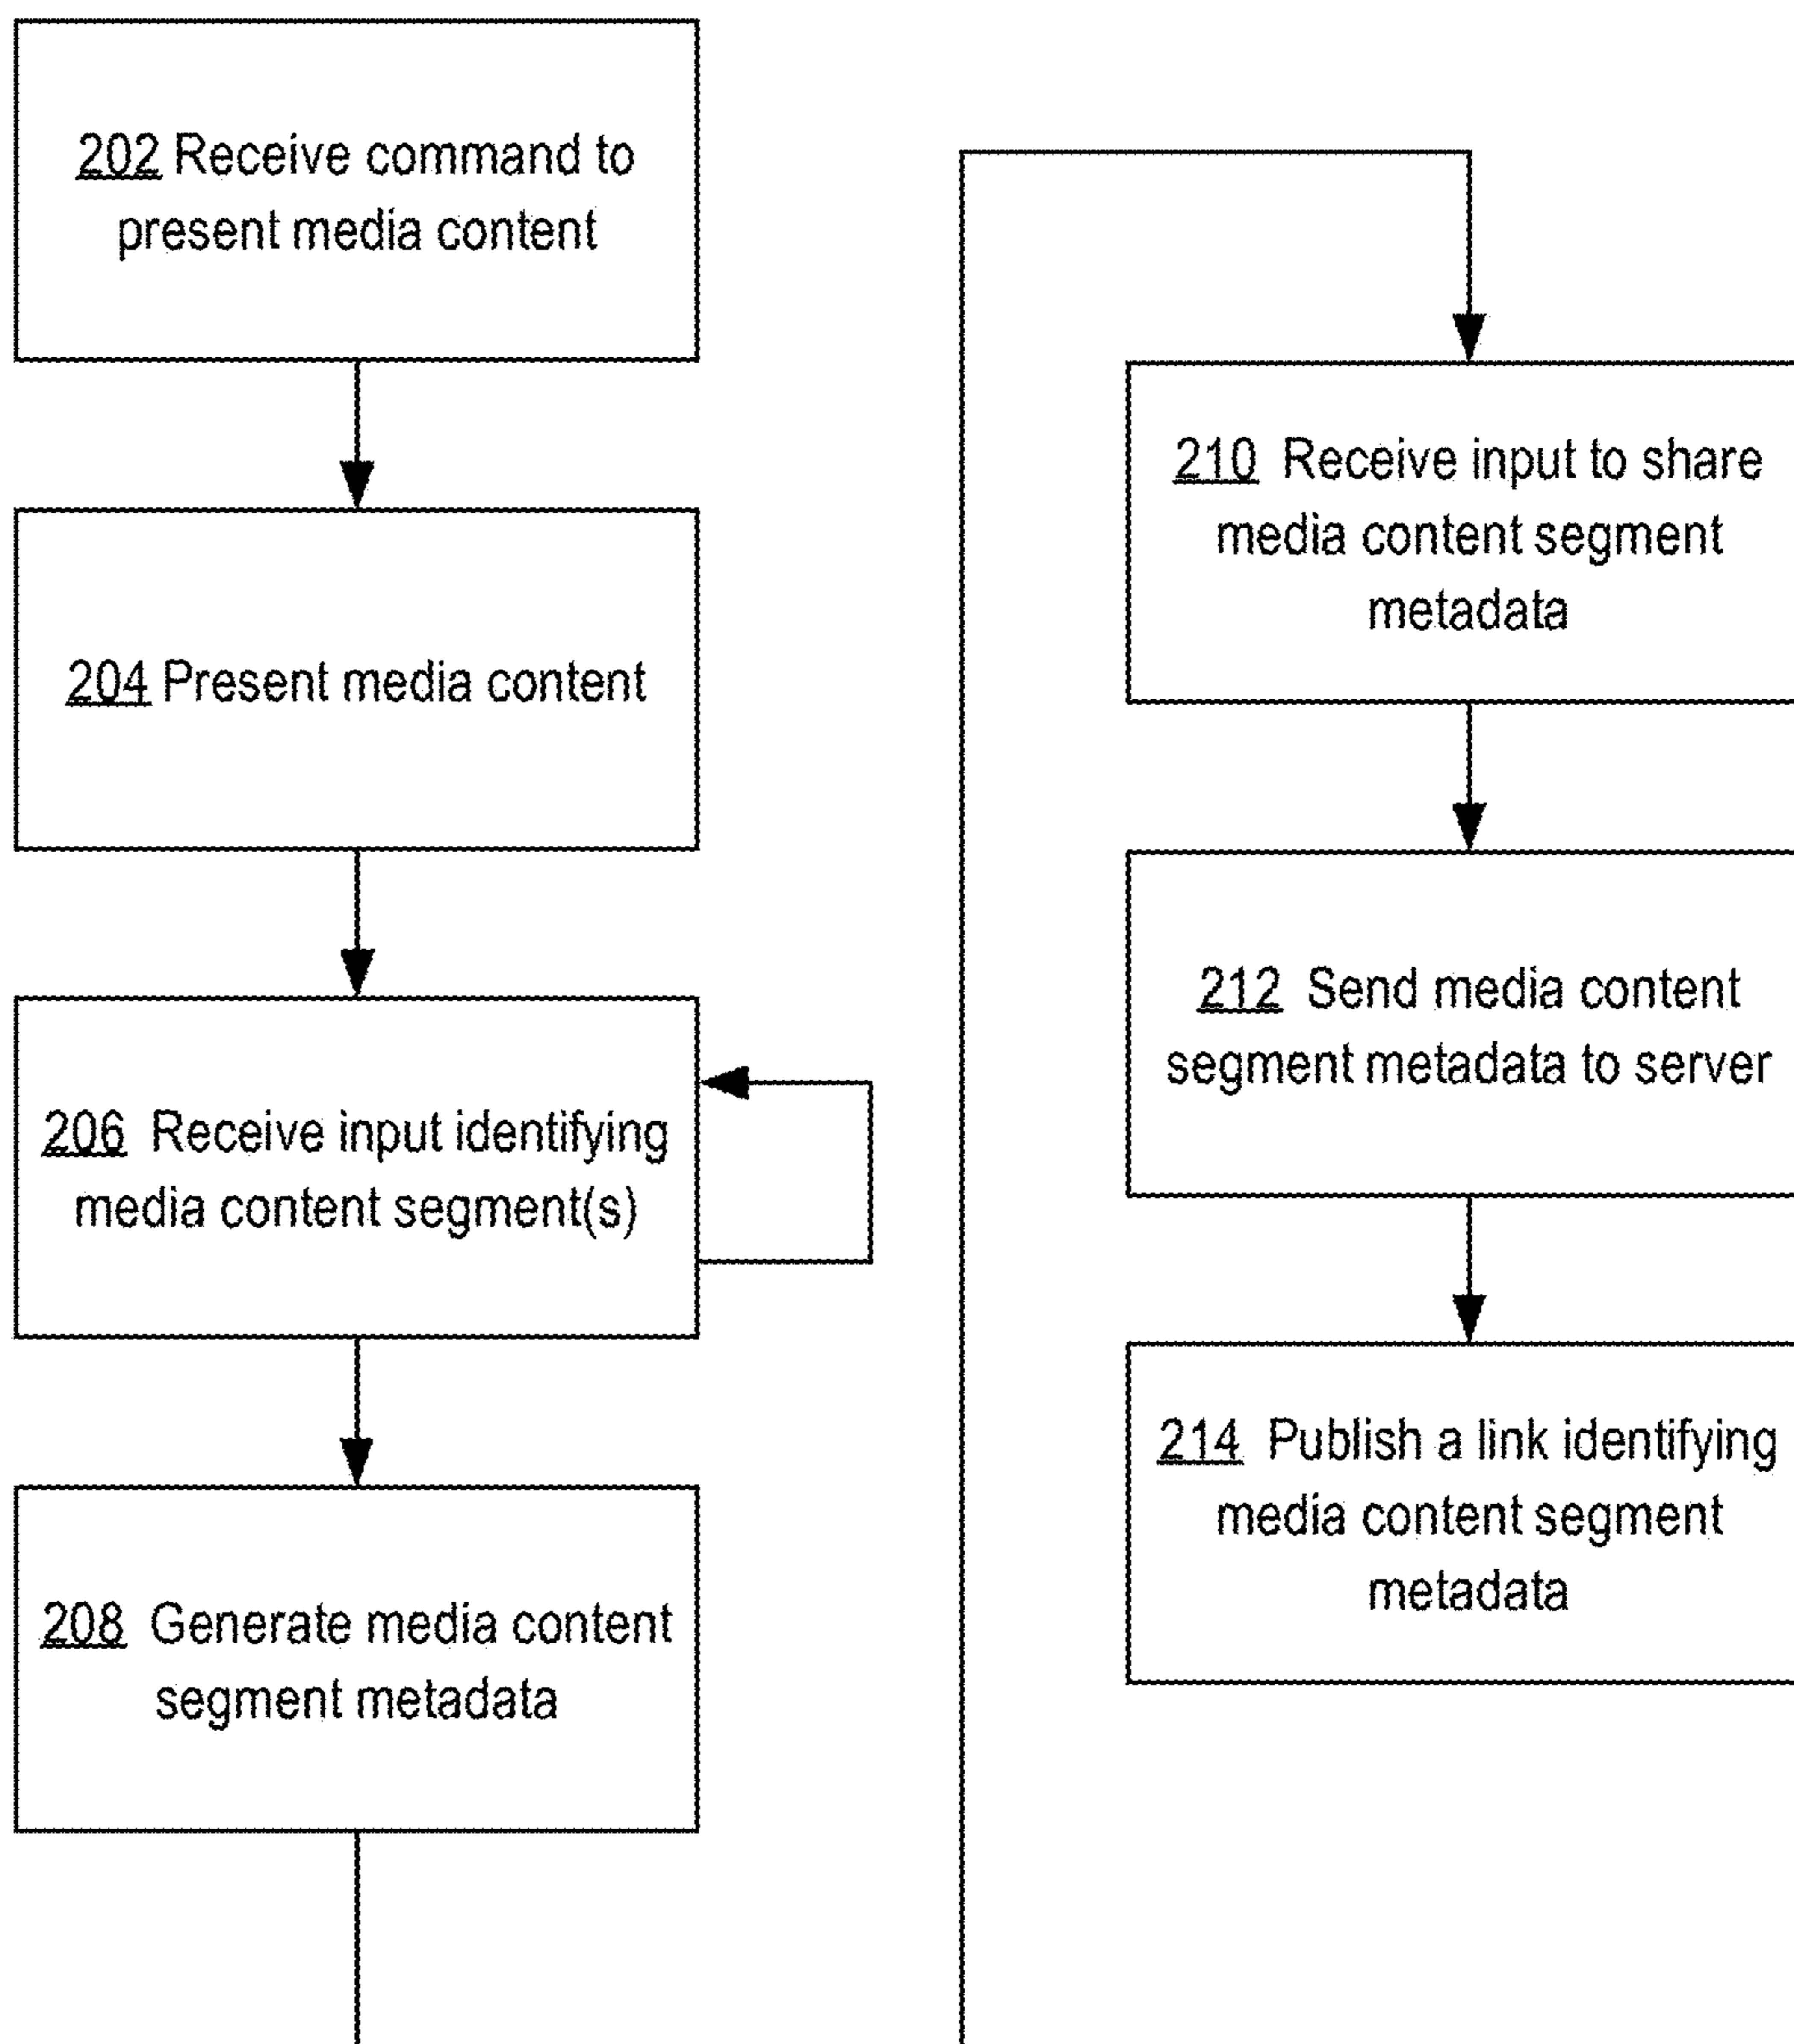 202 Receive command to
present media content
204 Present media content
206 Receive input identifying
media content segment(s)
208 Generate media content
segment metadata
210 Receive input to share
media content segment
metadata
212 Send media content
segment metadata to server
214 Publish a link identifying
media content segment
metadata